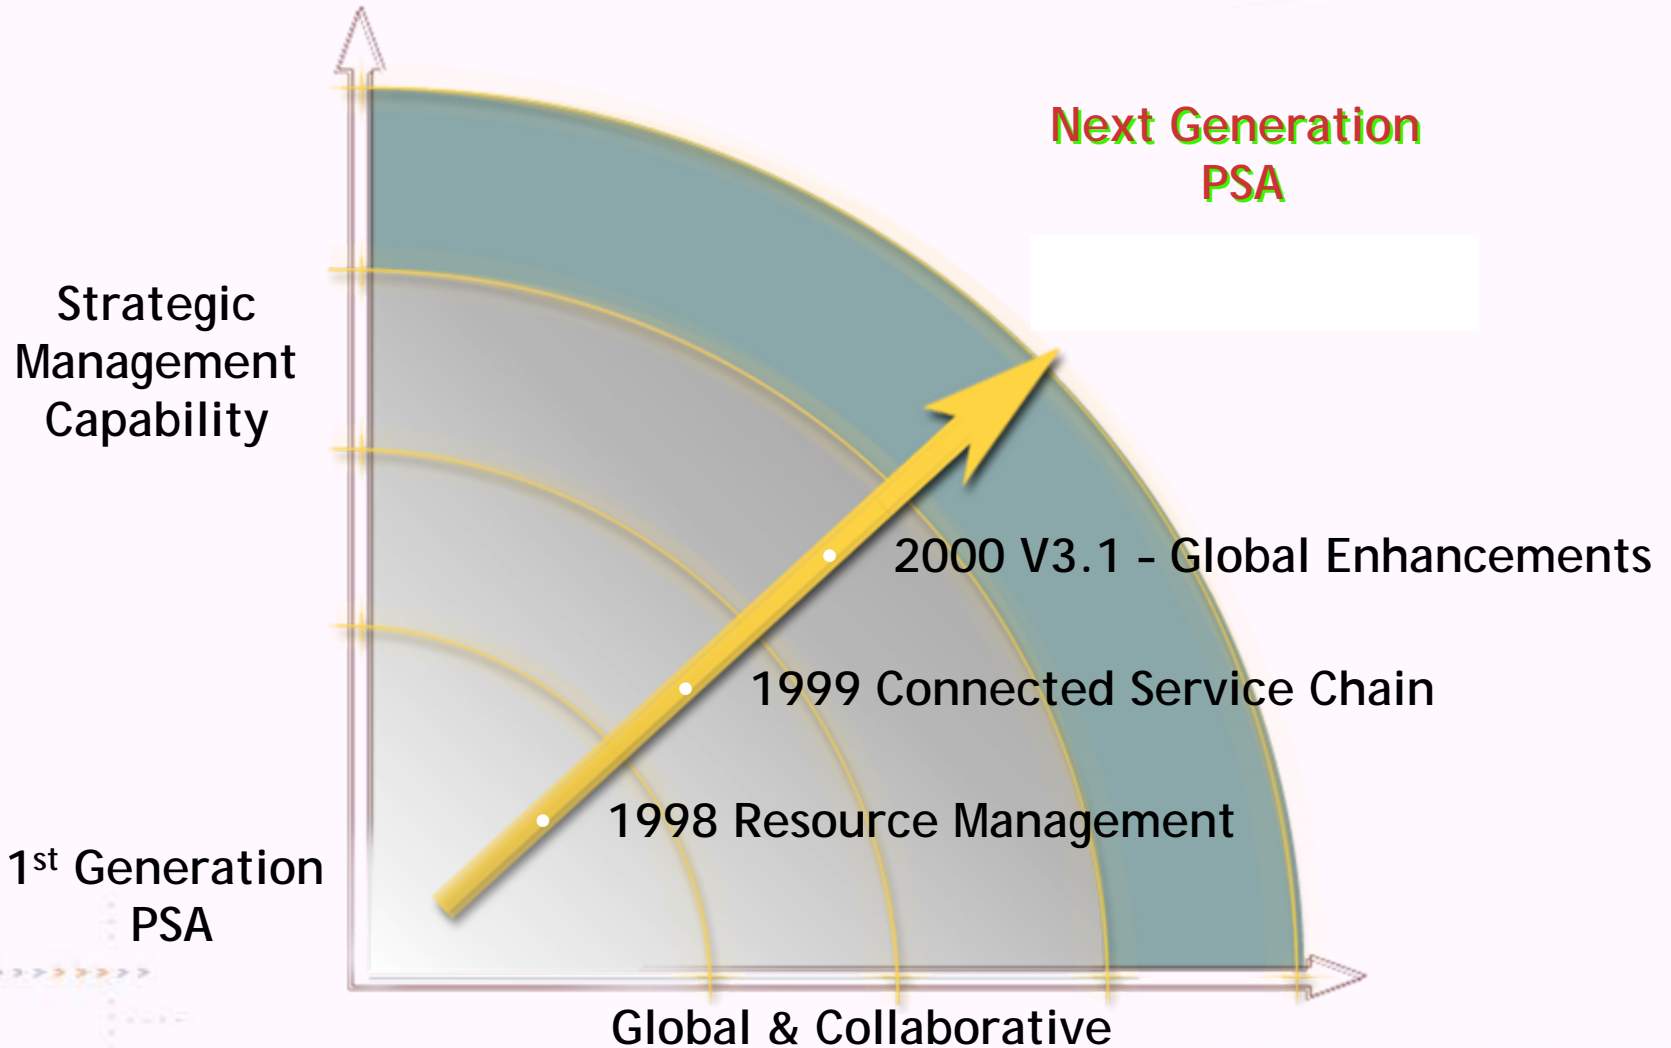 Next Generation
PSA
Strategic
Management
Capability
2000 V3.1 - Global Enhancements
1999 Connected Service Chain
1998 Resource Management
1st Generation
PSA
Global & Collaborative